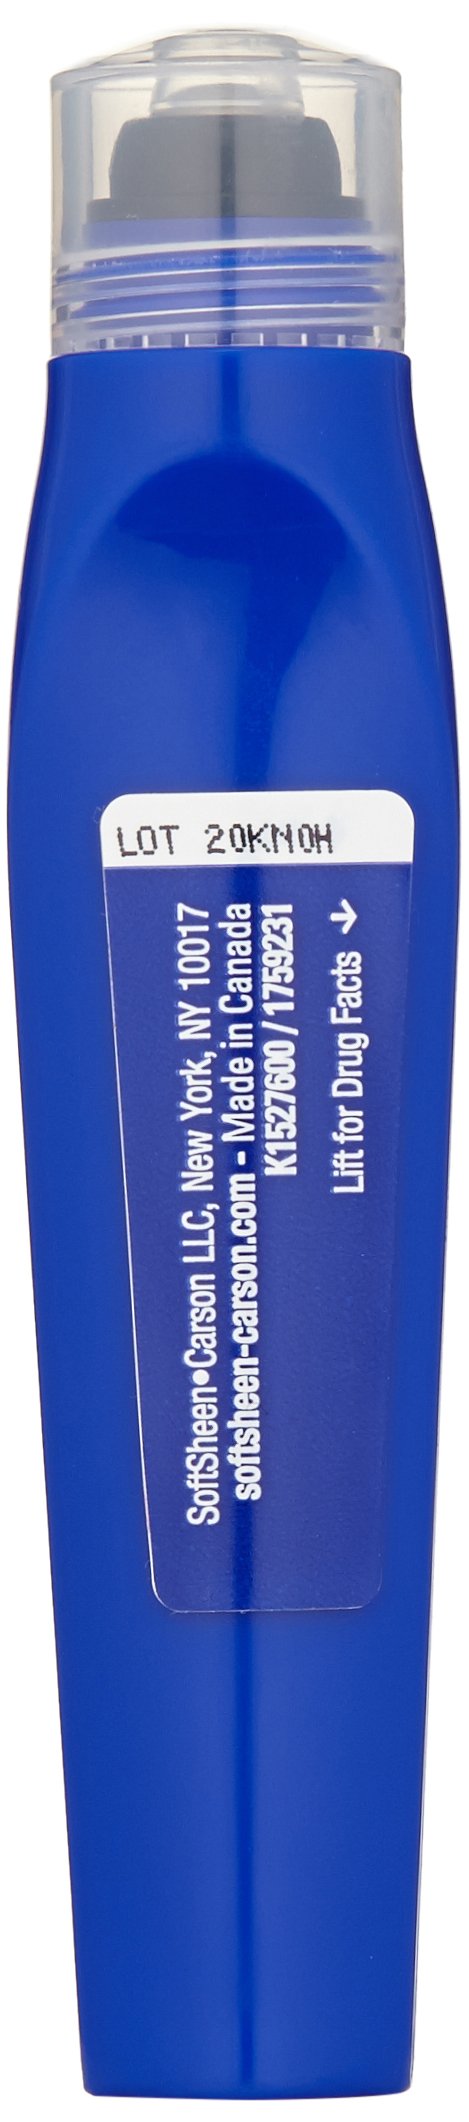 LOT 20KN0H
SoftSheen•Carson LLC, New York, NY 10017
softsheen-carson.com - Made in Canada
K1527600 / 1759231
Lift for Drug Facts →